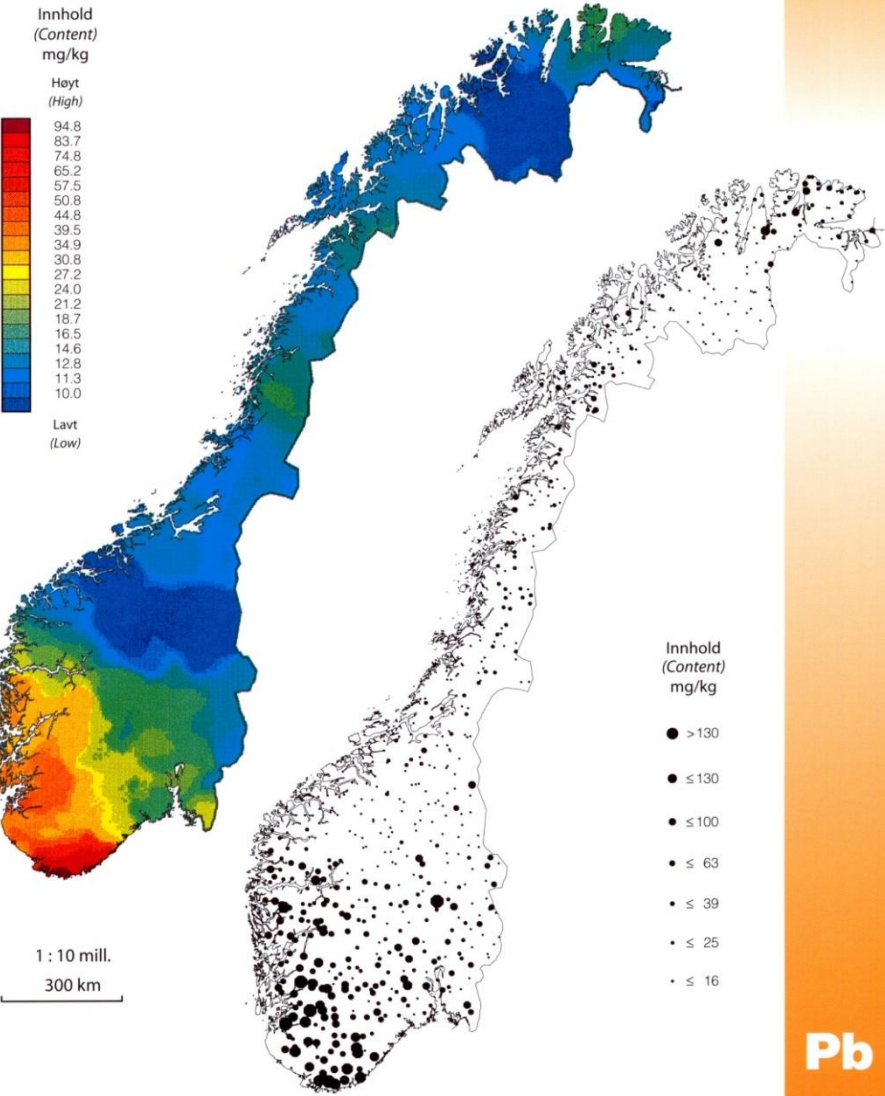 Innhold
(Content)
mg/kg
Høyt
(High)
94.8
83.7
74.8
65.2
57.5
50.8
44.8
39.5
34.9
30.8
27.2
24.0
21.2
18.7
16.5
14.6
12.8
11.3
10.0
Lavt
(Low)
1 : 10 mill.
300 km
Innhold
(Content)
mg/kg
>130
≤130
≤100
≤ 63
≤ 39
≤ 25
≤ 16
Pb